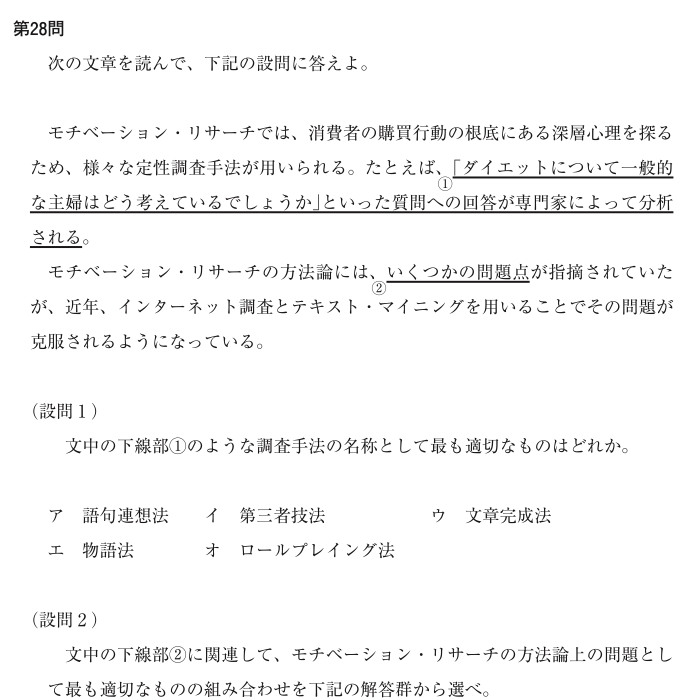 第28問
次の文章を読んで、下記の設問に答えよ。
モチベーション・リサーチでは、消費者の購買行動の根底にある深層心理を探る
ため、様々な定性調査手法が用いられる。たとえば、「ダイエットについて一般的
①
な主婦はどう考えているでしょうか」といった質問への回答が専門家によって分析
される。
モチベーション・リサーチの方法論には、いくつかの問題点が指摘されていた
②
が、近年、インターネット調査とテキスト・マイニングを用いることでその問題が
克服されるようになっている。
（設問１）
文中の下線部①のような調査手法の名称として最も適切なものはどれか。
ア　語句連想法　　イ　第三者技法　　ウ　文章完成法
エ　物語法　　オ　ロールプレイング法
（設問２）
文中の下線部②に関連して、モチベーション・リサーチの方法論上の問題とし
て最も適切なものの組み合わせを下記の解答群から選べ。